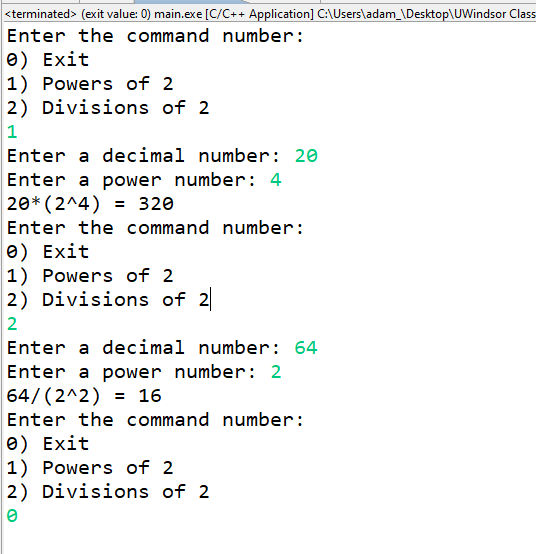 <terminated> (exit value: 0) main.exe [C/C++ Application] C:\Users\adam_\Desktop\UWindsor Class
Enter the command number:
0) Exit
1) Powers of 2
2) Divisions of 2
1
Enter a decimal number: 20
Enter a power number: 4
20*(2^4) = 320
Enter the command number:
0) Exit
1) Powers of 2
2) Divisions of 2
2
Enter a decimal number: 64
Enter a power number: 2
64/(2^2) = 16
Enter the command number:
0) Exit
1) Powers of 2
2) Divisions of 2
0